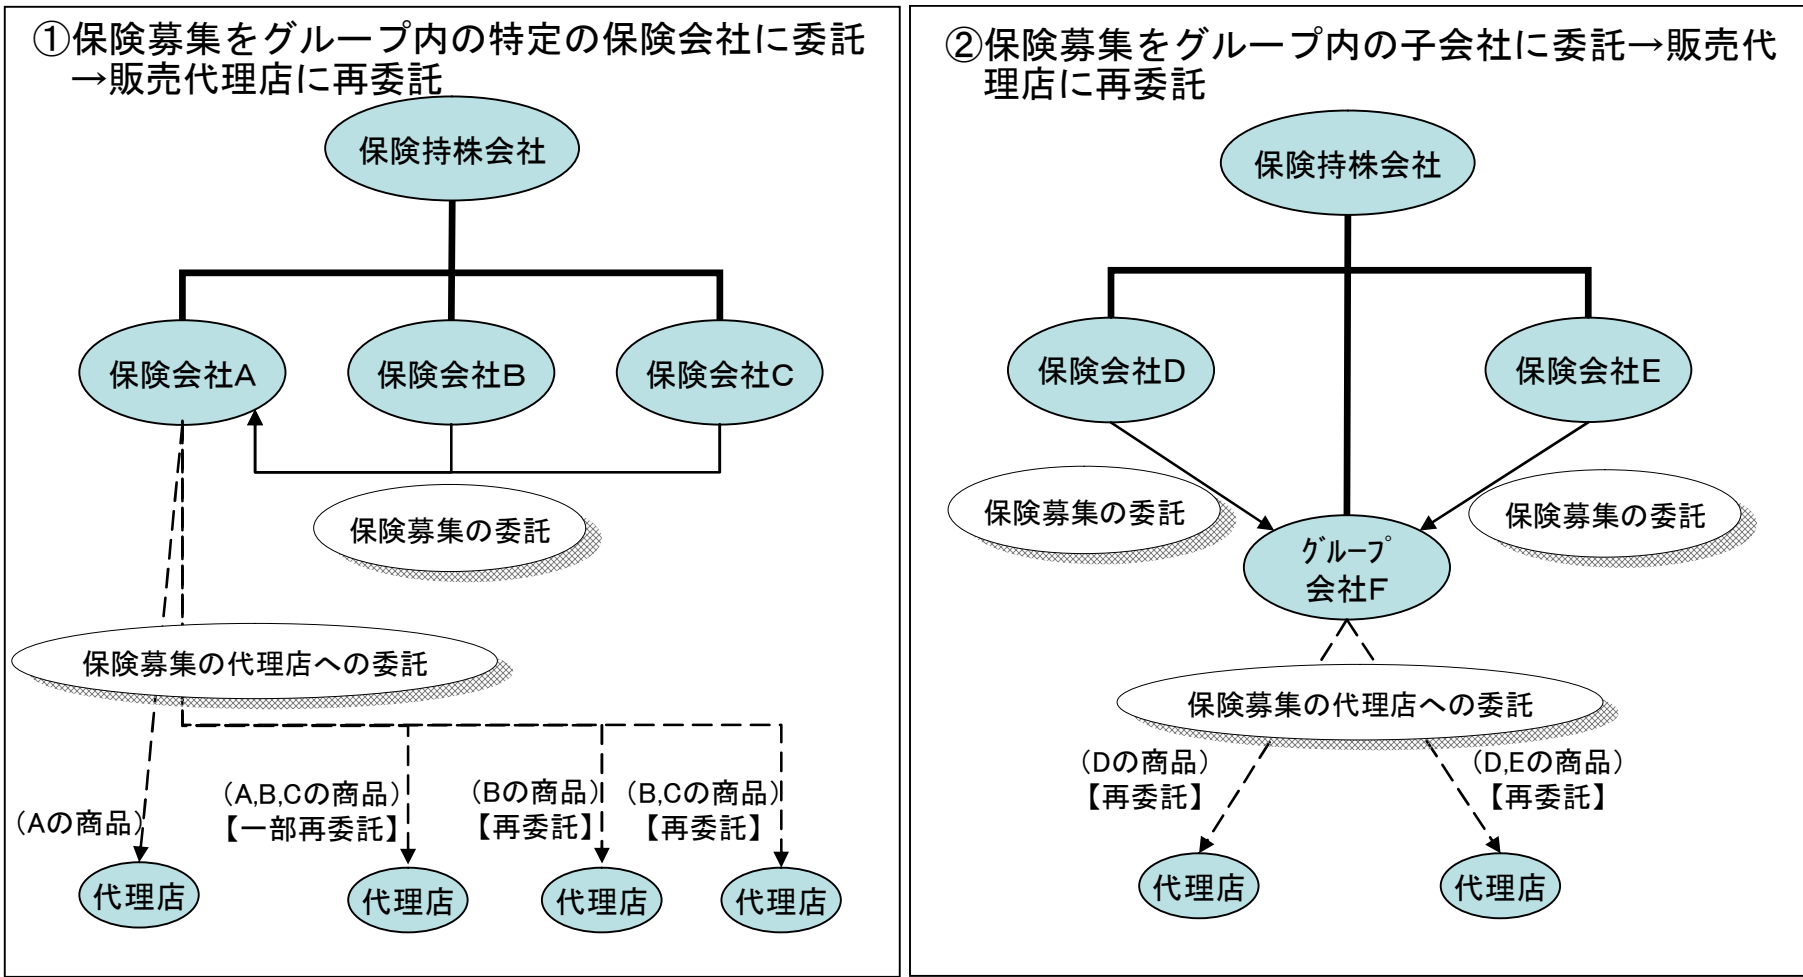 ①保険募集をグループ内の特定の保険会社に委託
→販売代理店に再委託
保険持株会社
保険会社A
保険会社B
保険会社C
保険募集の委託
保険募集の代理店への委託
（Aの商品）
（A,B,Cの商品）
【一部再委託】
（Bの商品）
【再委託】
（B,Cの商品）
【再委託】
代理店
代理店
代理店
代理店
②保険募集をグループ内の子会社に委託→販売代
理店に再委託
保険持株会社
保険会社D
保険会社E
保険募集の委託
保険募集の委託
ｸﾞﾙｰﾌﾟ
会社F
保険募集の代理店への委託
（Dの商品）
【再委託】
（D,Eの商品）
【再委託】
代理店
代理店